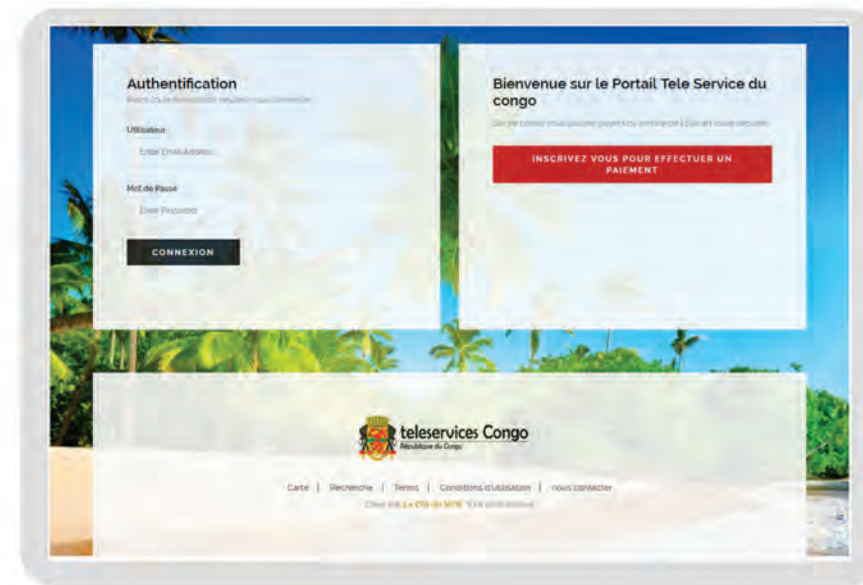 Authentification
Utilisateur
Enter Email Address
Mot de Passe
Enter Password
CONNEXION
Bienvenue sur le Portail Tele Service du
congo
INSCRIVEZ VOUS POUR EFFECTUER UN
PAIEMENT
teleservices Congo
République du Congo
Carte | Recherche | Terms | Conditions d'utilisation | nous contacter